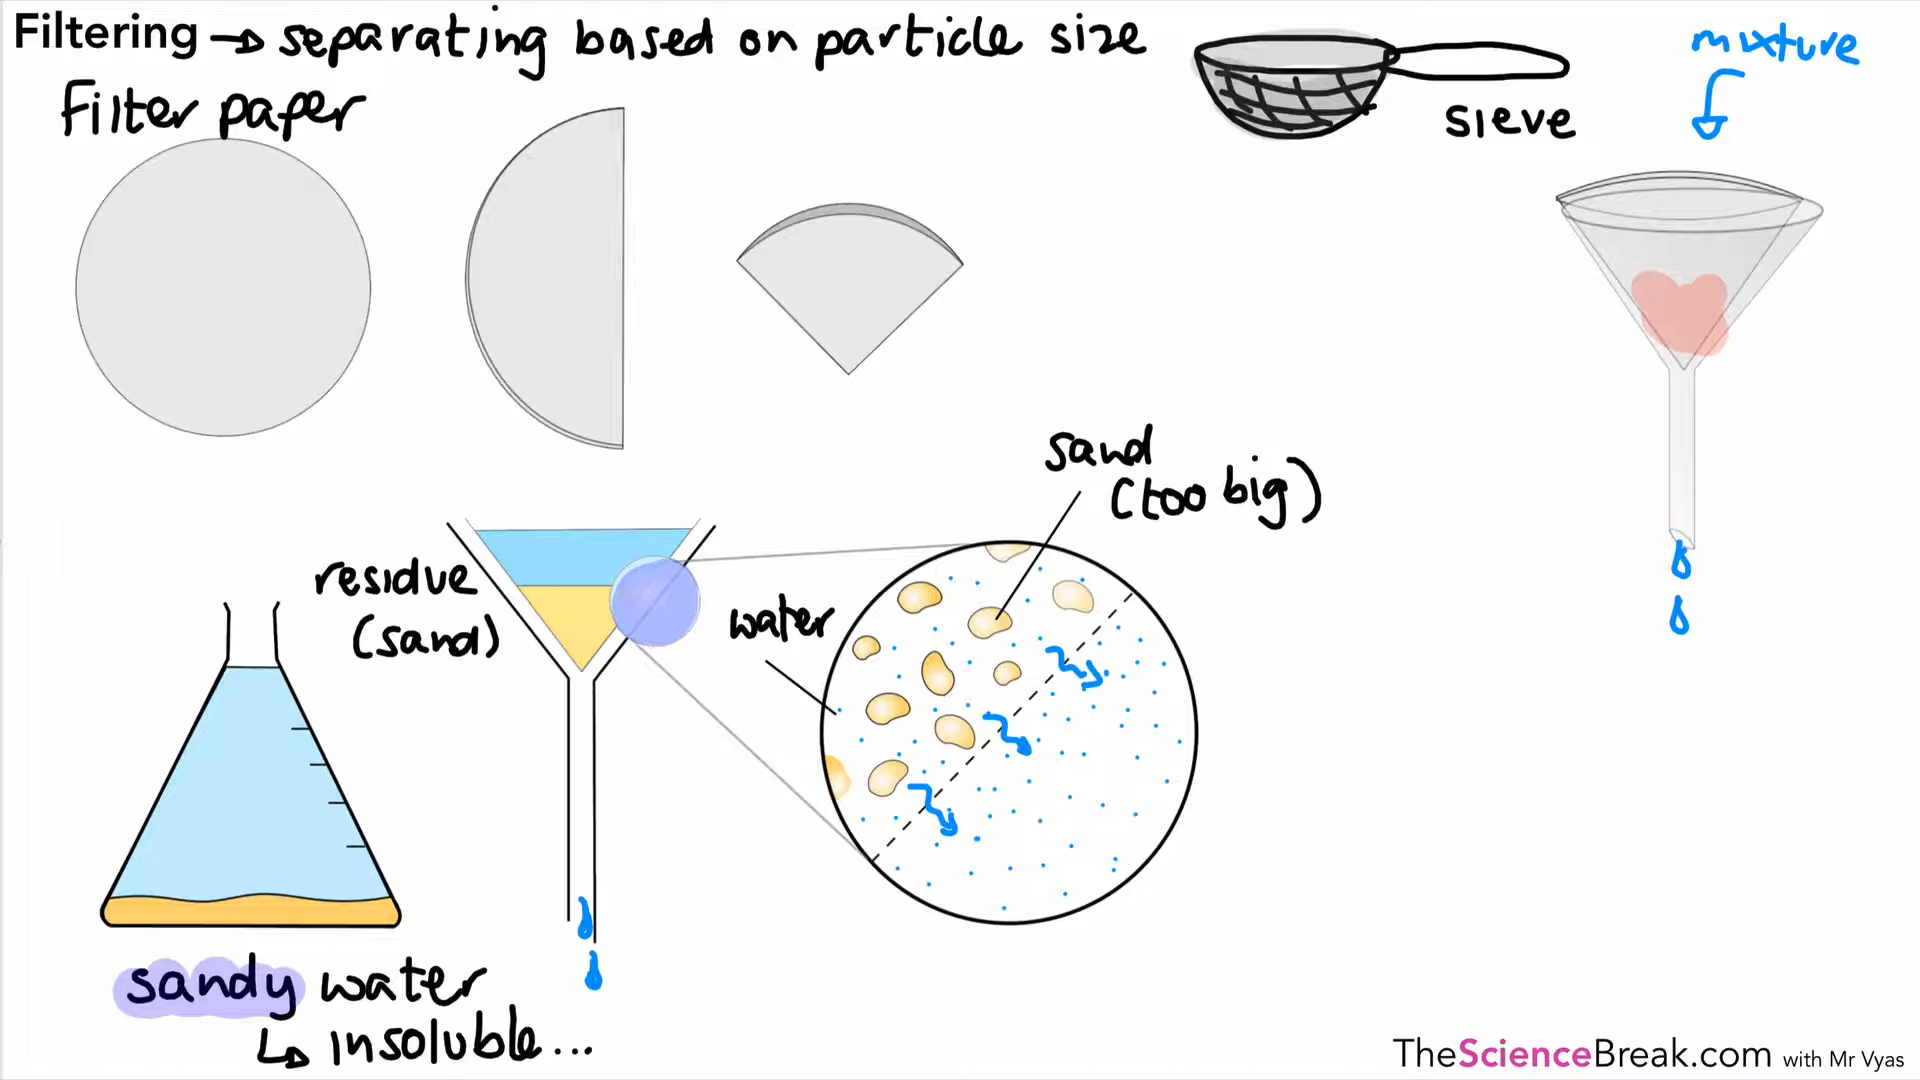 Filtering → separating based on particle size
Filter paper
sieve
mixture
sand
(too big)
residue
(sand)
water
sandy water
↳ insoluble...
TheScienceBreak.com with Mr Vyas